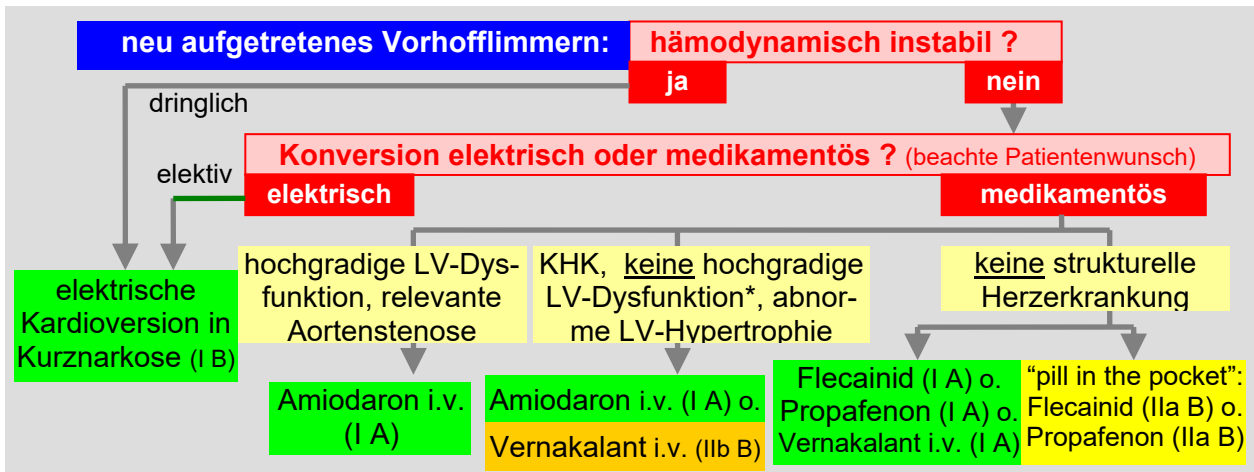 neu aufgetretenes Vorhofflimmern: hämodynamisch instabil ?
ja nein
dringlich
Konversion elektrisch oder medikamentös ? (beachte Patientenwunsch)
elektiv
elektrisch medikamentös
elektrische
Kardioversion in
Kurznarkose (I B)
hochgradige LV-Dys-
funktion, relevante
Aortenstenose
KHK, keine hochgradige
LV-Dysfunktion*, abnor-
me LV-Hypertrophie
keine strukturelle
Herzerkrankung
Amiodaron i.v.
(I A)
Amiodaron i.v. (I A) o.
Vernakalant i.v. (IIb B)
Flecainid (I A) o.
Propafenon (I A) o.
Vernakalant i.v. (I A)
“pill in the pocket”:
Flecainid (IIa B) o.
Propafenon (IIa B)